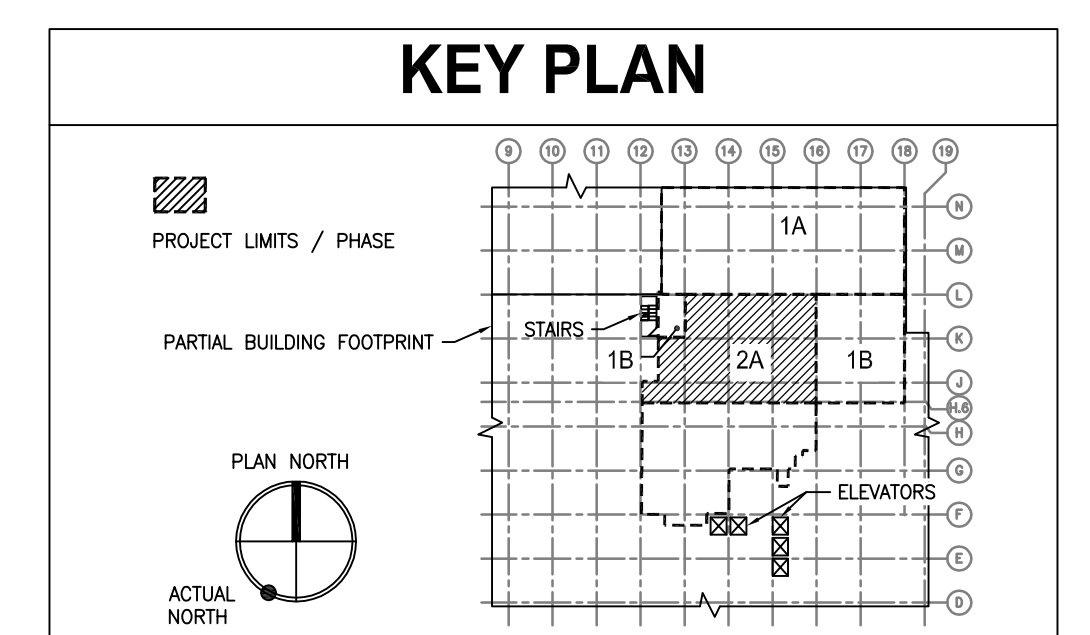 KEY PLAN
9 10 11 12 13 14 15 16 17 18 19
PROJECT LIMITS / PHASE
PARTIAL BUILDING FOOTPRINT
STAIRS
1A
1B
2A
1B
N
M
L
K
J
H.6
H
G
F
E
D
ELEVATORS
PLAN NORTH
ACTUAL
NORTH